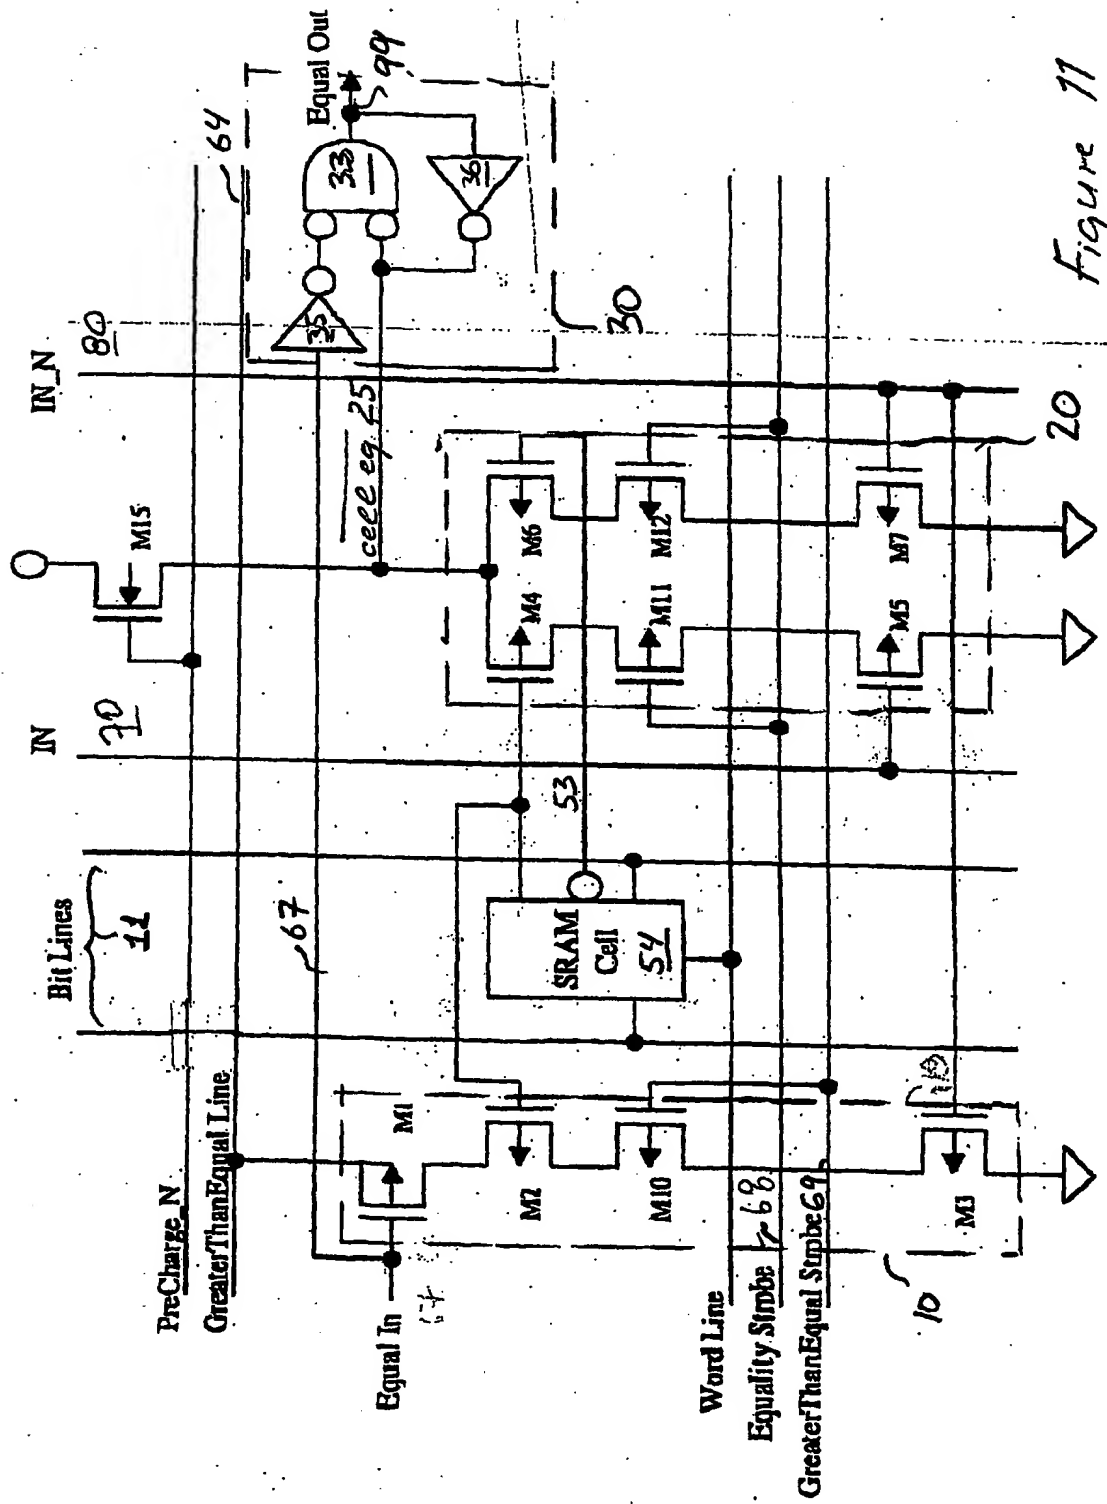 PreCharge_N
GreaterThanEqual Line
64
Bit Lines
11
IN
70
IN_N
80
M15
67
Equal In
M1
cell eq. 25
35
33
36
Equal Out
99
30
M2
M10
M3
10
SRAM
Cell
54
53
M4
M6
M11
M12
M5
M7
20
Word Line
Equality Strobe 68
GreaterThanEqual Strobe 69
Figure 11